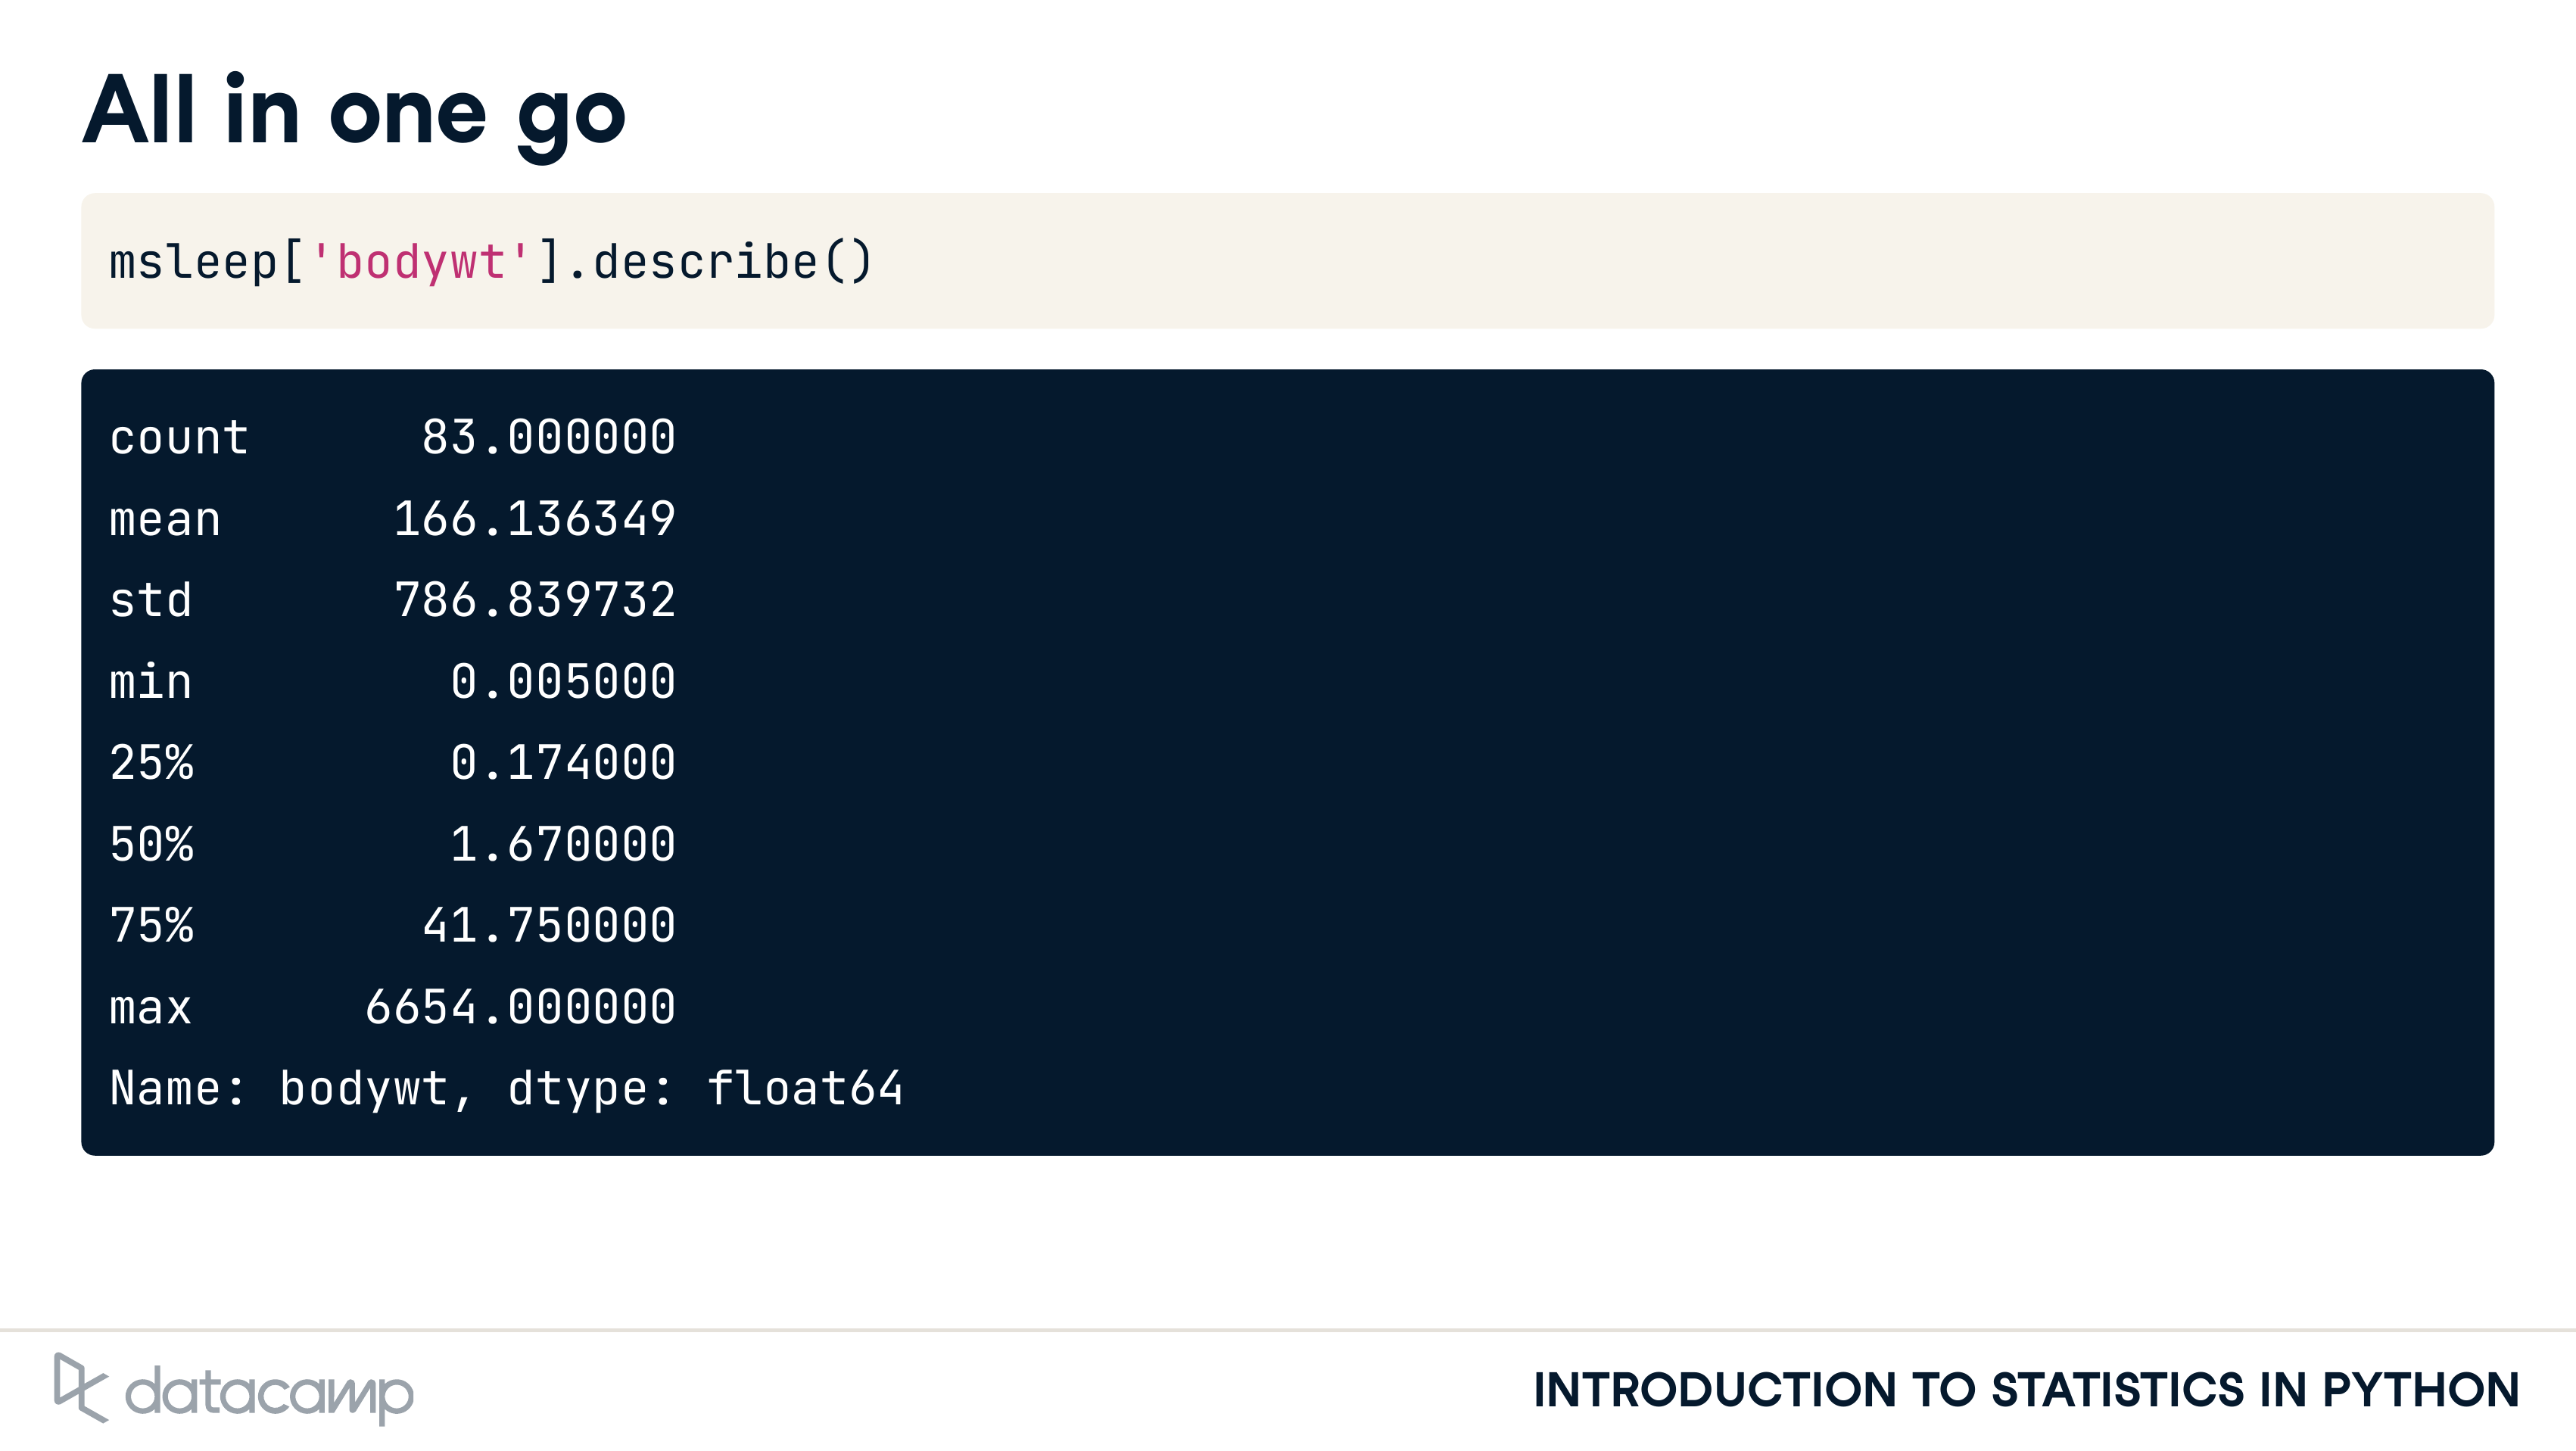 All in one go
msleep['bodywt'].describe()
count      83.000000
mean      166.136349
std       786.839732
min         0.005000
25%         0.174000
50%         1.670000
75%        41.750000
max      6654.000000
Name: bodywt, dtype: float64
datacamp
INTRODUCTION TO STATISTICS IN PYTHON